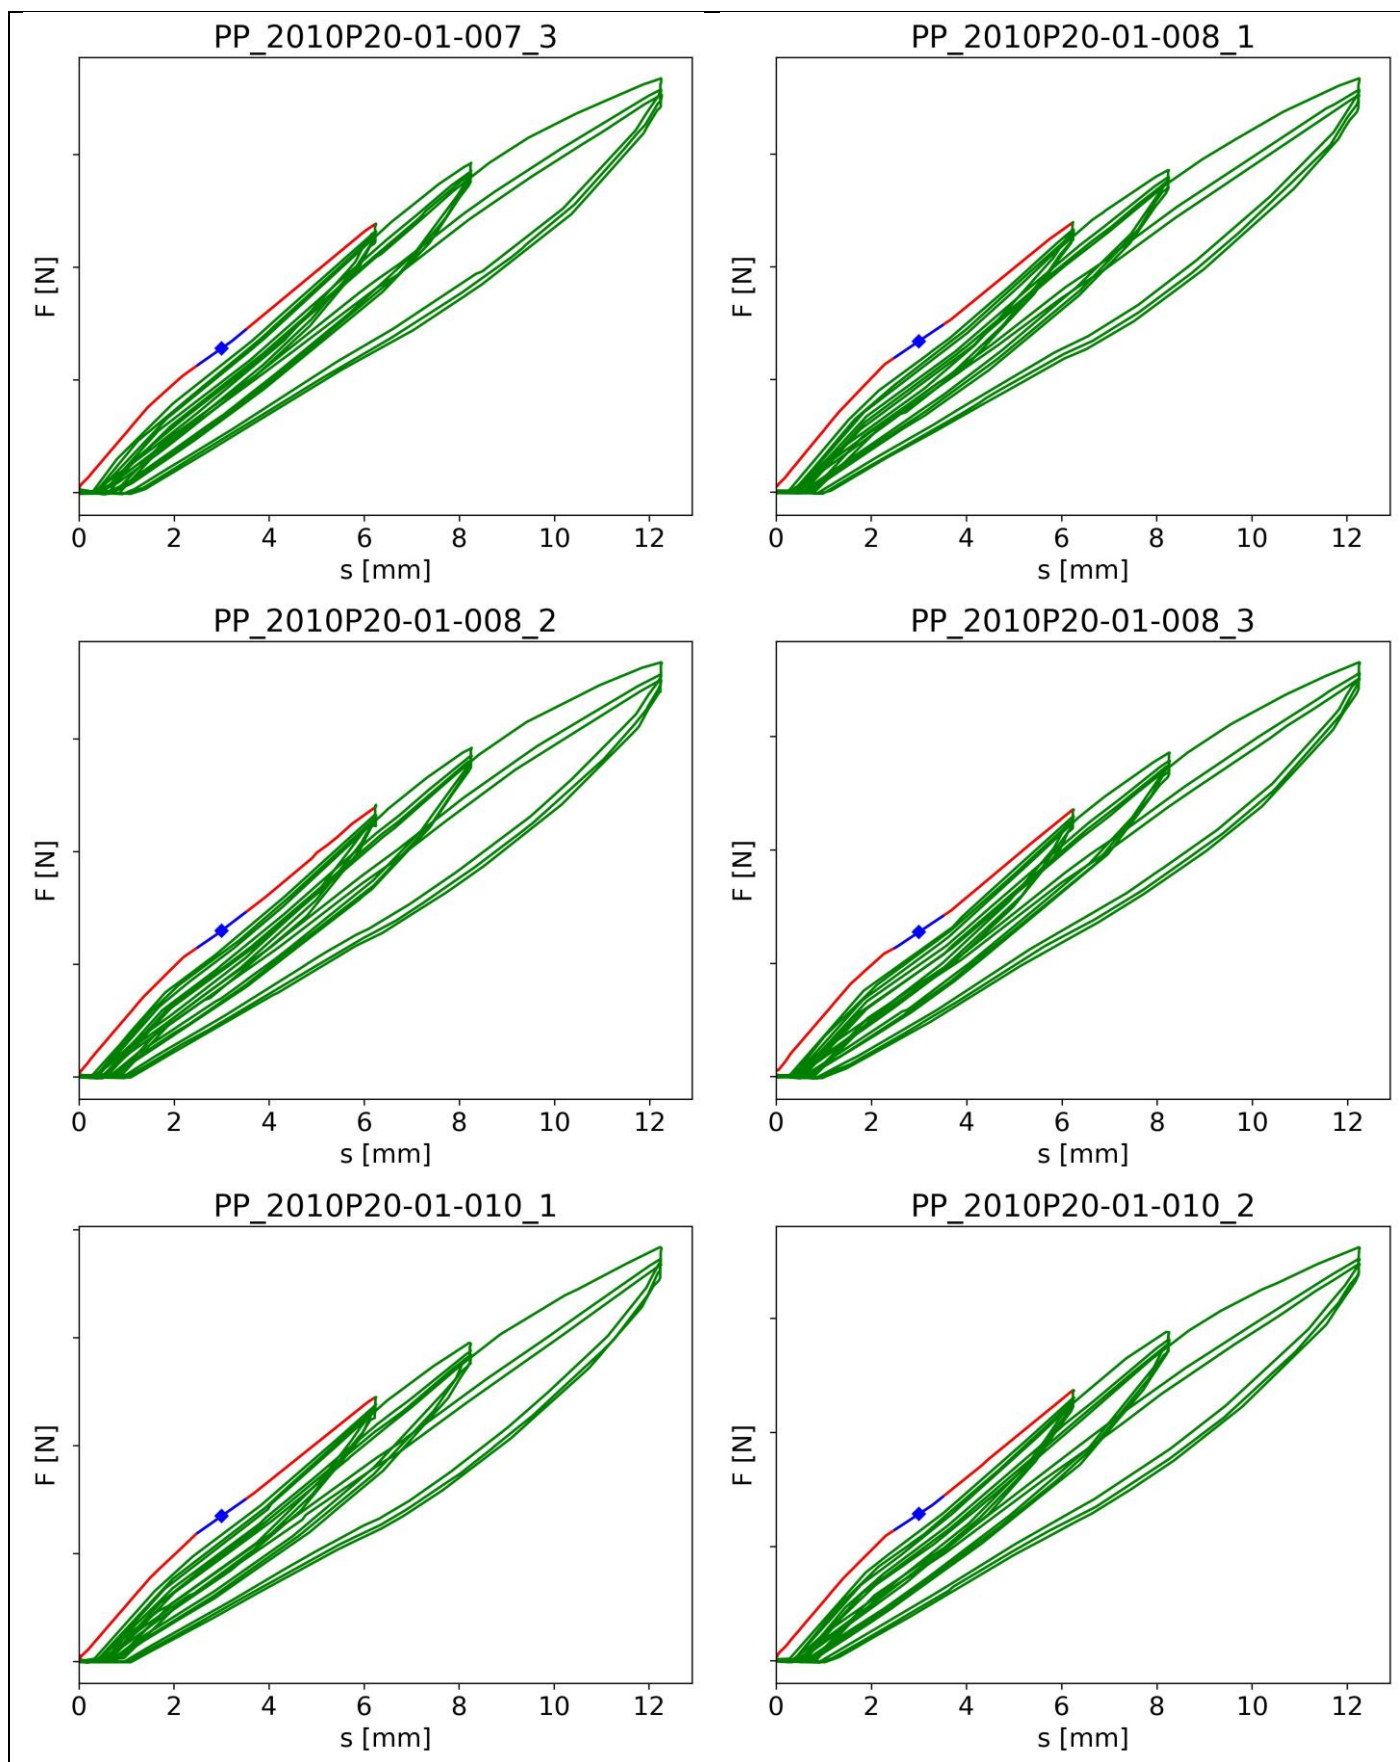 PP_2010P20-01-007_3
F [N]
0 2 4 6 8 10 12
s [mm]
PP_2010P20-01-008_1
F [N]
0 2 4 6 8 10 12
s [mm]
PP_2010P20-01-008_2
F [N]
0 2 4 6 8 10 12
s [mm]
PP_2010P20-01-008_3
F [N]
0 2 4 6 8 10 12
s [mm]
PP_2010P20-01-010_1
F [N]
0 2 4 6 8 10 12
s [mm]
PP_2010P20-01-010_2
F [N]
0 2 4 6 8 10 12
s [mm]